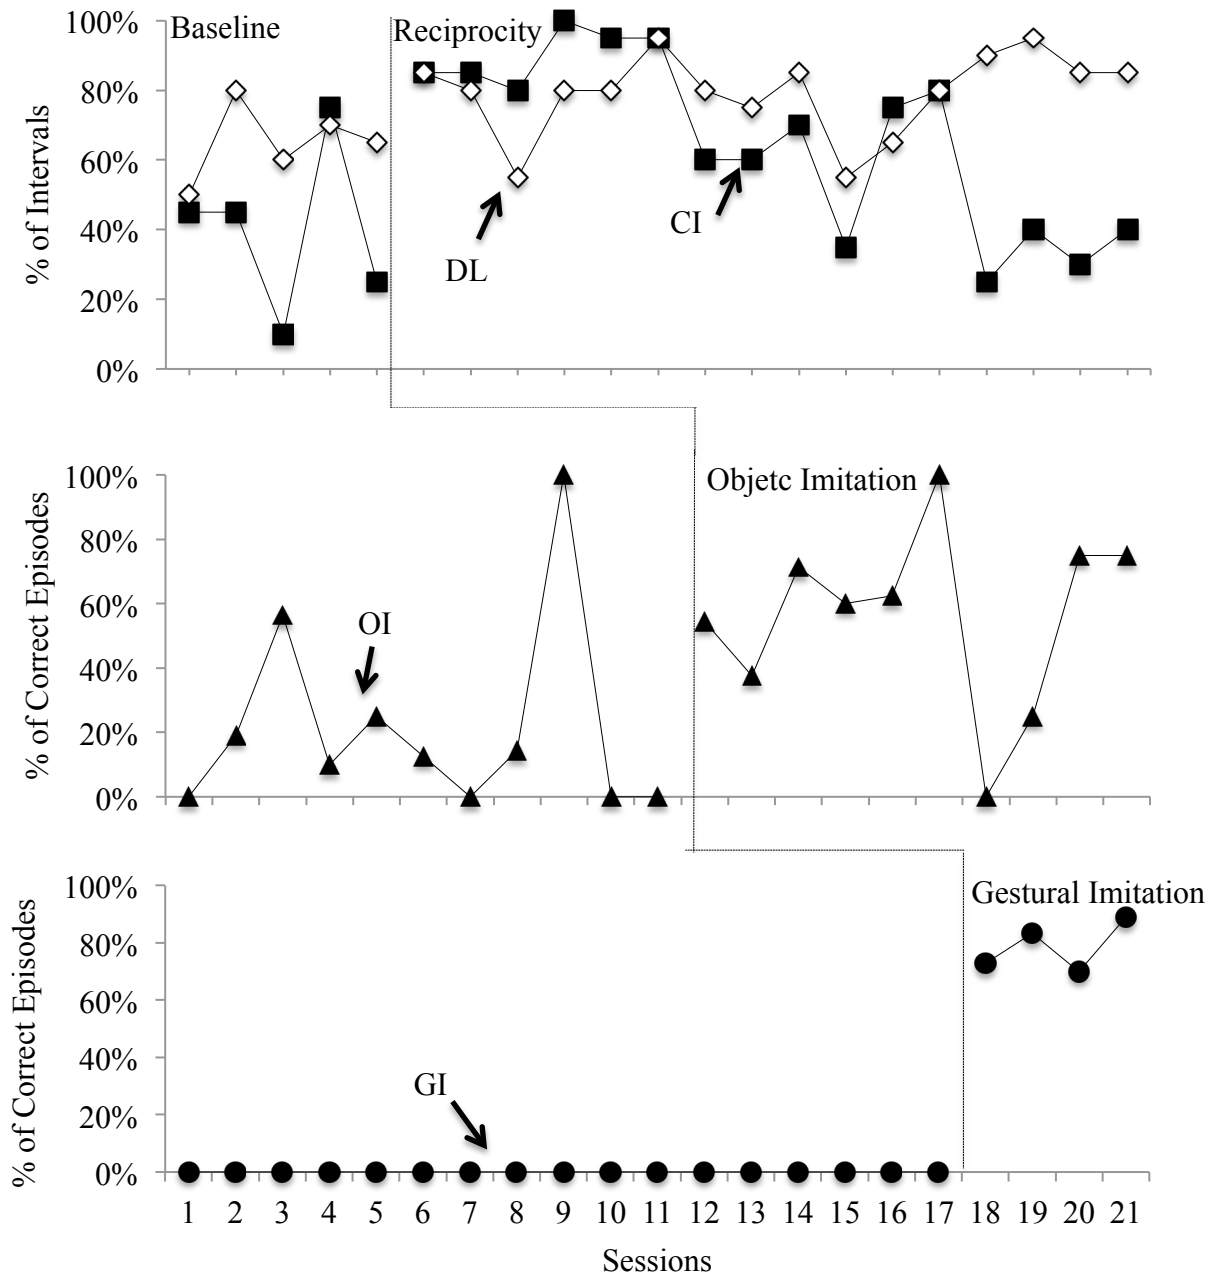 Baseline
Reciprocity
% of Intervals
100%
80%
60%
40%
20%
0%
DL
CI
Objetc Imitation
% of Correct Episodes
100%
80%
60%
40%
20%
0%
OI
Gestural Imitation
% of Correct Episodes
100%
80%
60%
40%
20%
0%
GI
1 2 3 4 5 6 7 8 9 10 11 12 13 14 15 16 17 18 19 20 21
Sessions